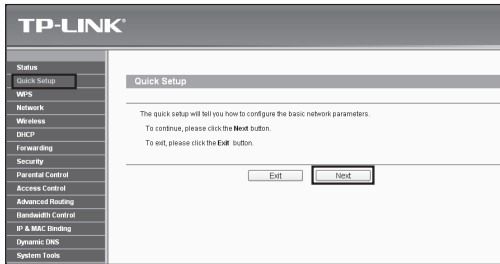 TP-LINK®
Status
Quick Setup
WPS
Network
Wireless
DHCP
Forwarding
Security
Parental Control
Access Control
Advanced Routing
Bandwidth Control
IP & MAC Binding
Dynamic DNS
System Tools
Quick Setup
The quick setup will tell you how to configure the basic network parameters.
To continue, please click the Next button.
To exit, please click the Exit button.
Exit Next